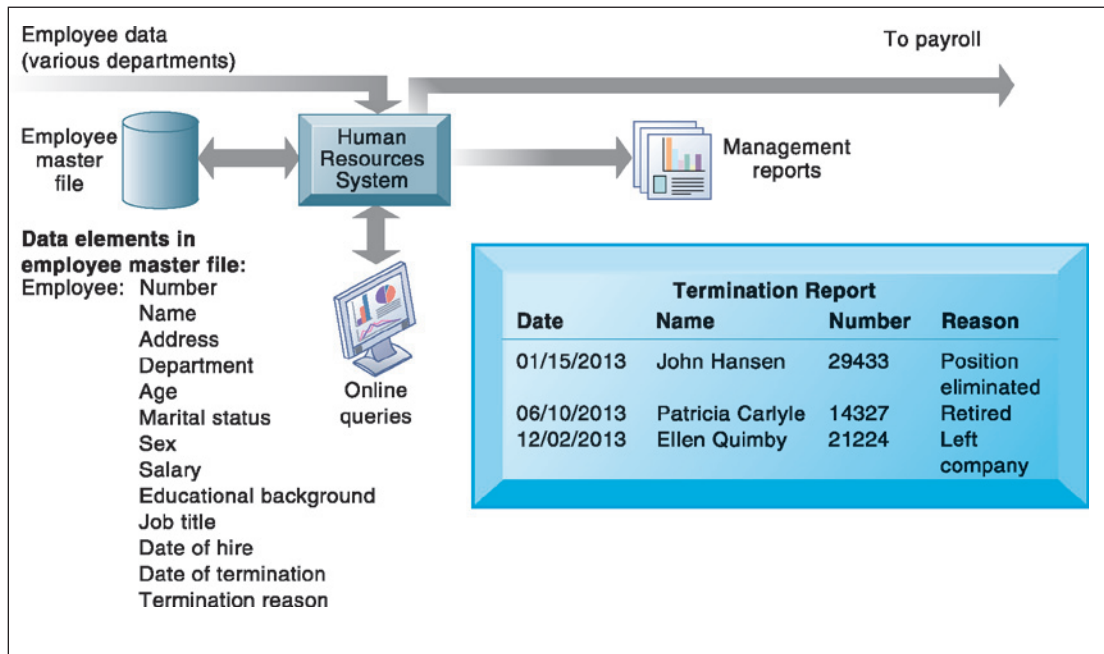 Employee data
(various departments)
To payroll
Employee
master
file
Human
Resources
System
Management
reports
Data elements in
employee master file:
Employee: Number
Name
Address
Department
Age
Marital status
Sex
Salary
Educational background
Job title
Date of hire
Date of termination
Termination reason
Online
queries
Termination Report
Date Name Number Reason
01/15/2013 John Hansen 29433 Position
eliminated
06/10/2013 Patricia Carlyle 14327 Retired
12/02/2013 Ellen Quimby 21224 Left
company